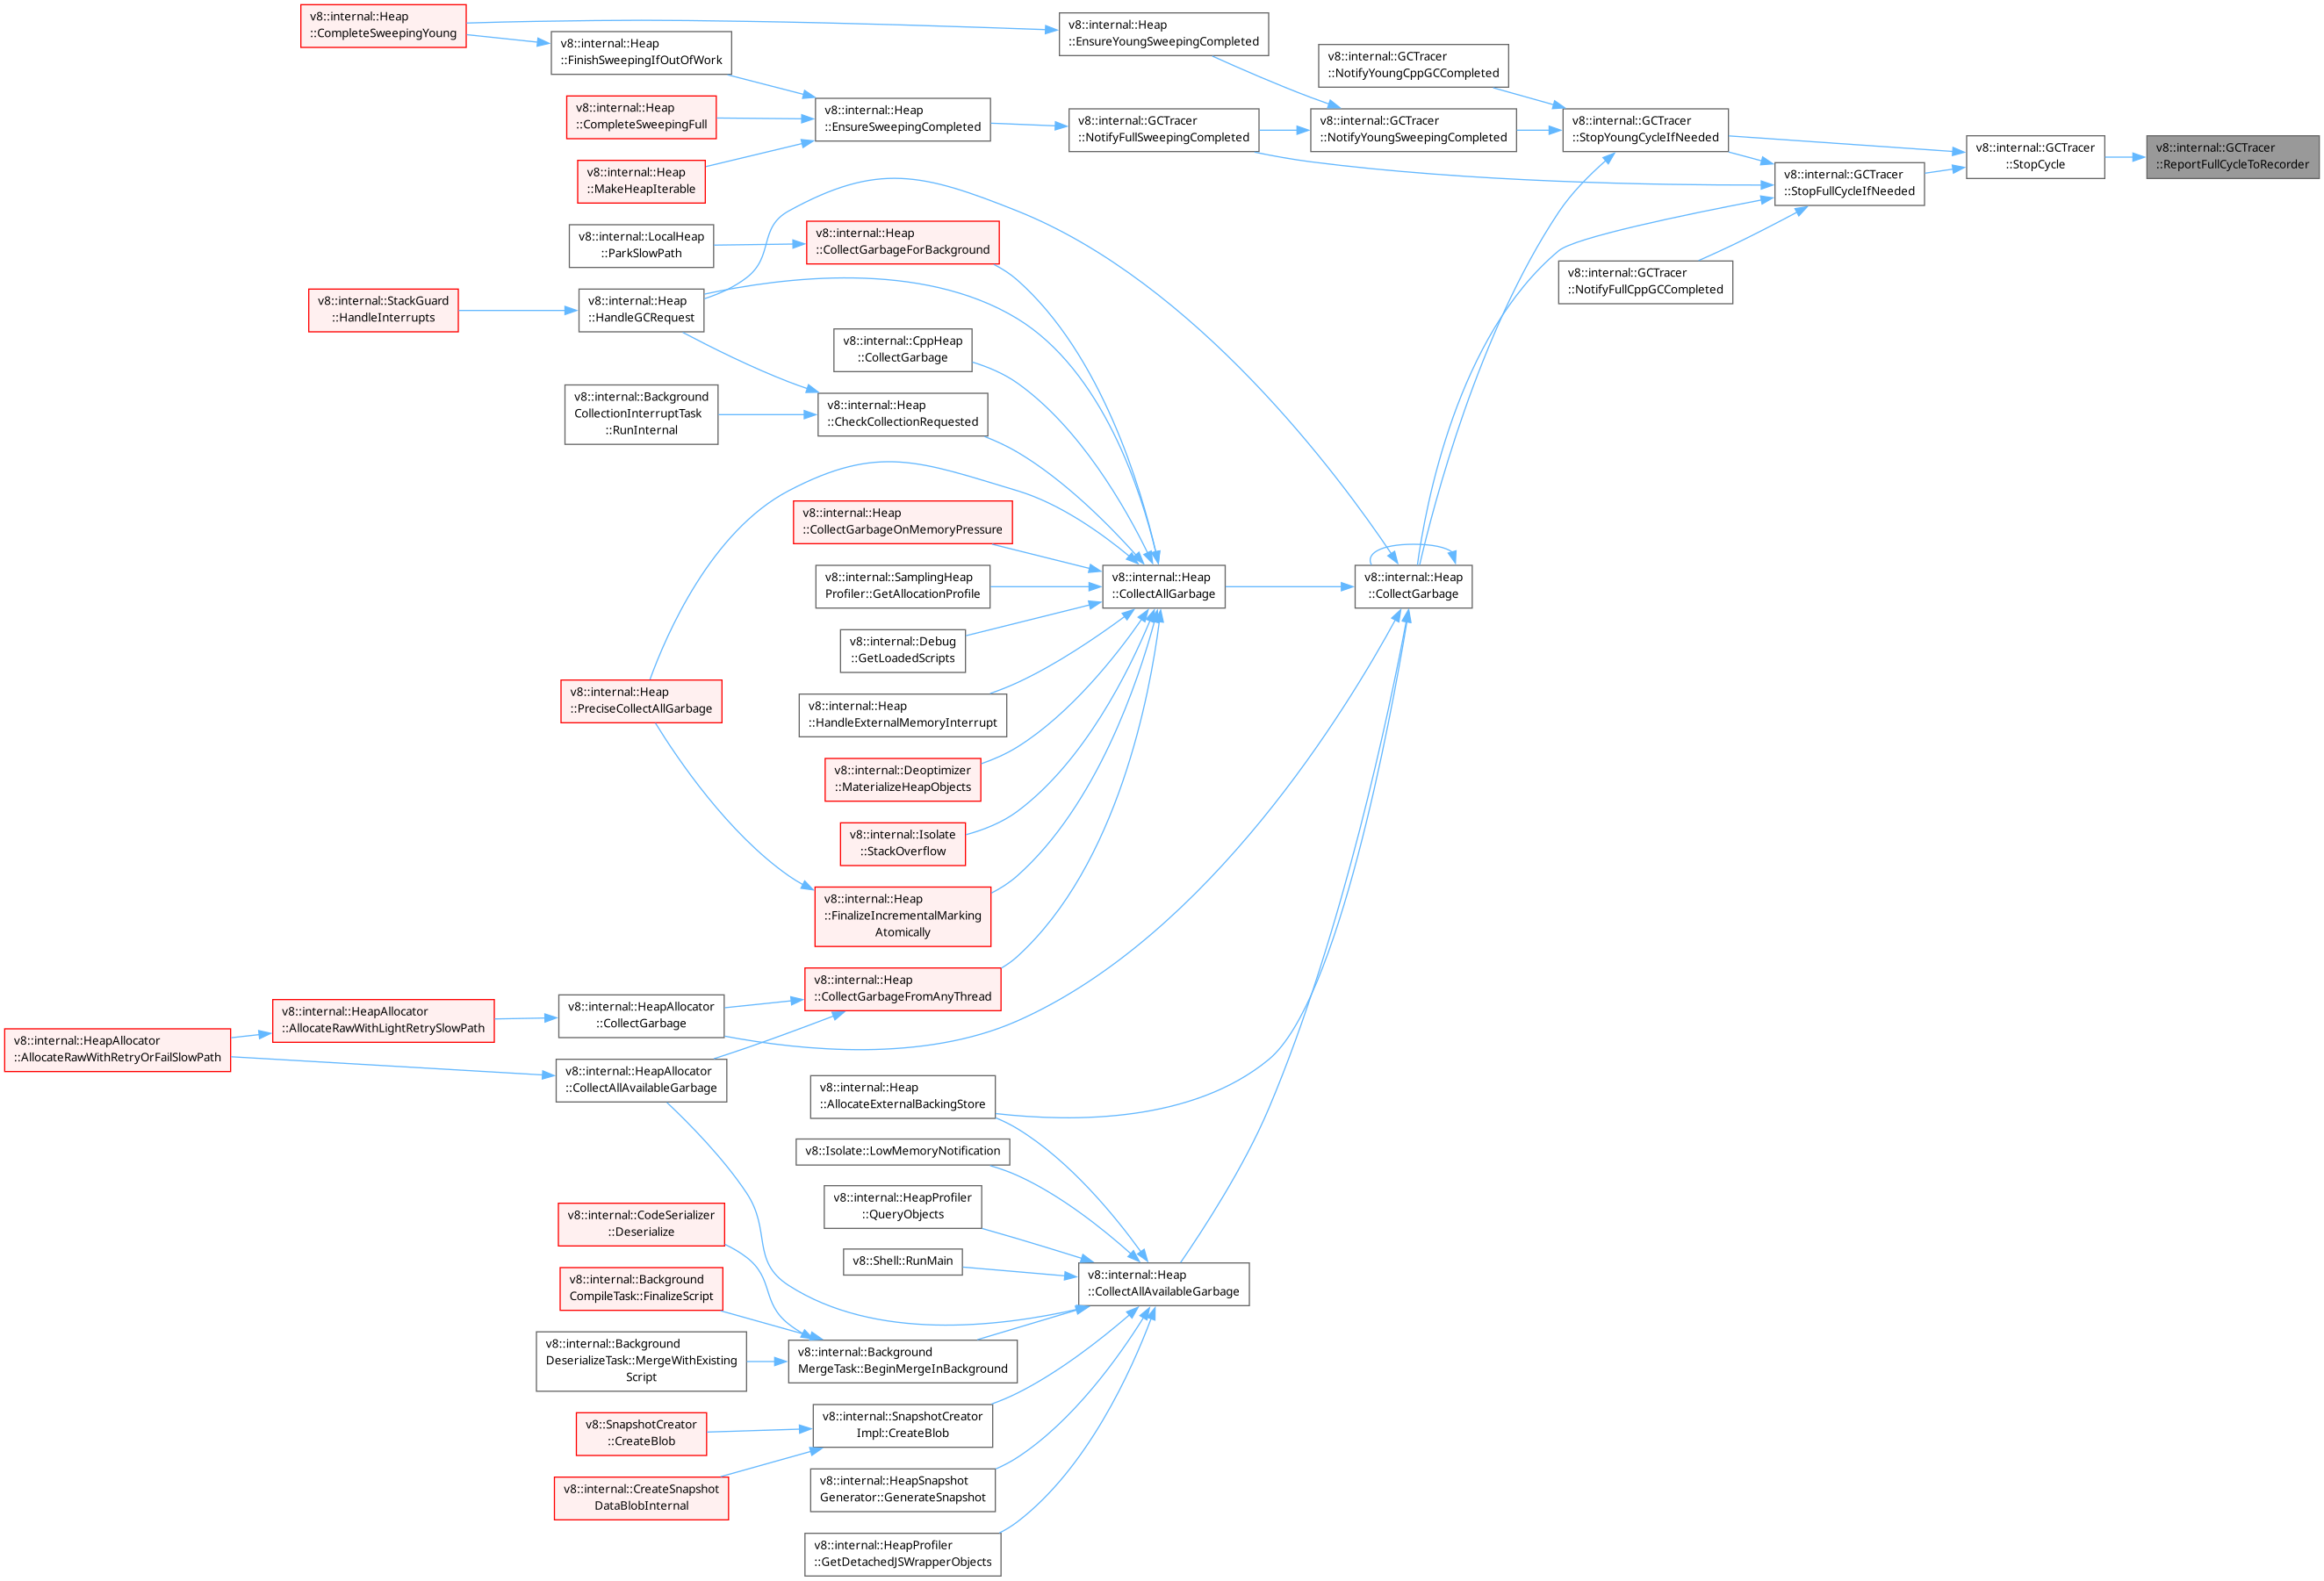 v8::internal::Heap
::CompleteSweepingYoung
v8::internal::Heap
::FinishSweepingIfOutOfWork
v8::internal::Heap
::EnsureYoungSweepingCompleted
v8::internal::GCTracer
::NotifyYoungCppGCCompleted
v8::internal::Heap
::CompleteSweepingFull
v8::internal::Heap
::EnsureSweepingCompleted
v8::internal::GCTracer
::NotifyFullSweepingCompleted
v8::internal::GCTracer
::NotifyYoungSweepingCompleted
v8::internal::GCTracer
::StopYoungCycleIfNeeded
v8::internal::GCTracer
::StopCycle
v8::internal::GCTracer
::ReportFullCycleToRecorder
v8::internal::Heap
::MakeHeapIterable
v8::internal::GCTracer
::StopFullCycleIfNeeded
v8::internal::LocalHeap
::ParkSlowPath
v8::internal::Heap
::CollectGarbageForBackground
v8::internal::GCTracer
::NotifyFullCppGCCompleted
v8::internal::StackGuard
::HandleInterrupts
v8::internal::Heap
::HandleGCRequest
v8::internal::CppHeap
::CollectGarbage
v8::internal::Background
CollectionInterruptTask
::RunInternal
v8::internal::Heap
::CheckCollectionRequested
v8::internal::Heap
::CollectGarbageOnMemoryPressure
v8::internal::SamplingHeap
Profiler::GetAllocationProfile
v8::internal::Heap
::CollectAllGarbage
v8::internal::Heap
::CollectGarbage
v8::internal::Debug
::GetLoadedScripts
v8::internal::Heap
::PreciseCollectAllGarbage
v8::internal::Heap
::HandleExternalMemoryInterrupt
v8::internal::Deoptimizer
::MaterializeHeapObjects
v8::internal::Isolate
::StackOverflow
v8::internal::Heap
::FinalizeIncrementalMarking
Atomically
v8::internal::Heap
::CollectGarbageFromAnyThread
v8::internal::HeapAllocator
::AllocateRawWithRetryOrFailSlowPath
v8::internal::HeapAllocator
::AllocateRawWithLightRetrySlowPath
v8::internal::HeapAllocator
::CollectGarbage
v8::internal::HeapAllocator
::CollectAllAvailableGarbage
v8::internal::Heap
::AllocateExternalBackingStore
v8::Isolate::LowMemoryNotification
v8::internal::HeapProfiler
::QueryObjects
v8::internal::CodeSerializer
::Deserialize
v8::Shell::RunMain
v8::internal::Heap
::CollectAllAvailableGarbage
v8::internal::Background
CompileTask::FinalizeScript
v8::internal::Background
DeserializeTask::MergeWithExisting
Script
v8::internal::Background
MergeTask::BeginMergeInBackground
v8::SnapshotCreator
::CreateBlob
v8::internal::SnapshotCreator
Impl::CreateBlob
v8::internal::CreateSnapshot
DataBlobInternal
v8::internal::HeapSnapshot
Generator::GenerateSnapshot
v8::internal::HeapProfiler
::GetDetachedJSWrapperObjects